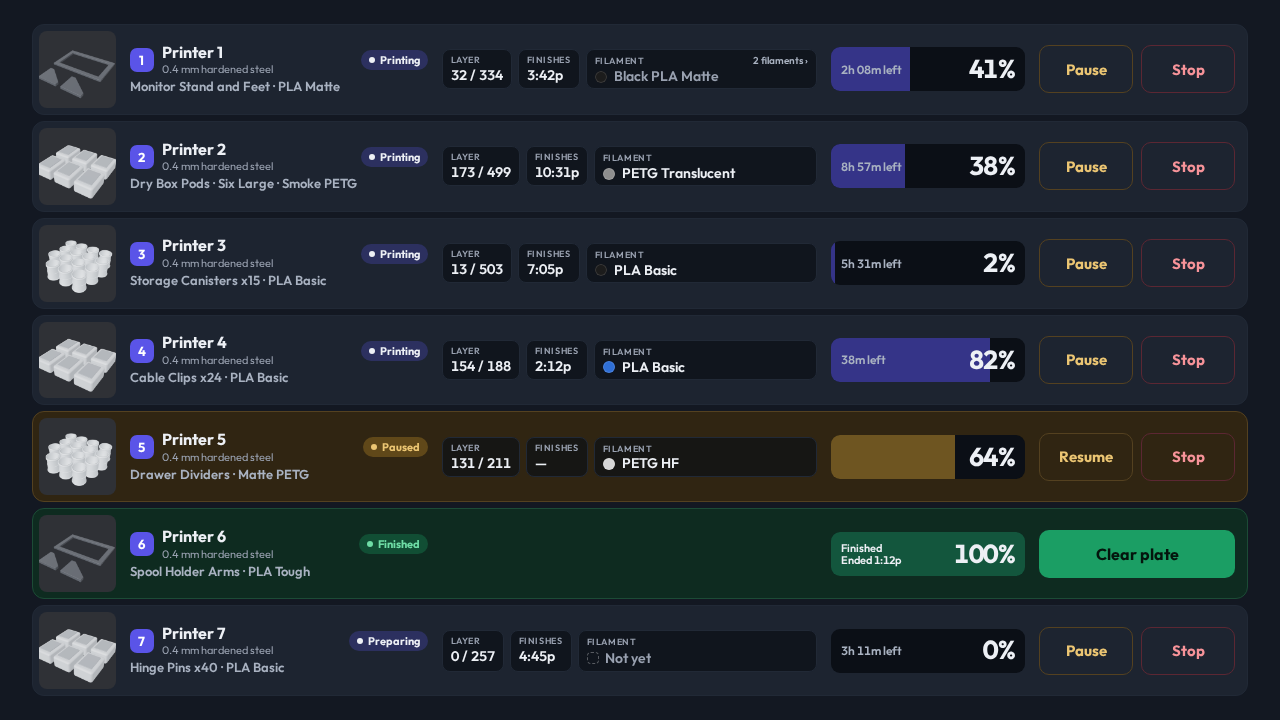 1
Printer 1
0.4 mm hardened steel
Monitor Stand and Feet · PLA Matte
Printing
LAYER
32 / 334
FINISHES
3:42p
FILAMENT
2 filaments ›
Black PLA Matte
2h 08m left
41%
Pause
Stop
2
Printer 2
0.4 mm hardened steel
Dry Box Pods · Six Large · Smoke PETG
Printing
LAYER
173 / 499
FINISHES
10:31p
FILAMENT
PETG Translucent
8h 57m left
38%
Pause
Stop
3
Printer 3
0.4 mm hardened steel
Storage Canisters x15 · PLA Basic
Printing
LAYER
13 / 503
FINISHES
7:05p
FILAMENT
PLA Basic
5h 31m left
2%
Pause
Stop
4
Printer 4
0.4 mm hardened steel
Cable Clips x24 · PLA Basic
Printing
LAYER
154 / 188
FINISHES
2:12p
FILAMENT
PLA Basic
38m left
82%
Pause
Stop
5
Printer 5
0.4 mm hardened steel
Drawer Dividers · Matte PETG
Paused
LAYER
131 / 211
FINISHES
—
FILAMENT
PETG HF
64%
Resume
Stop
6
Printer 6
0.4 mm hardened steel
Spool Holder Arms · PLA Tough
Finished
Finished
Ended 1:12p
100%
Clear plate
7
Printer 7
0.4 mm hardened steel
Hinge Pins x40 · PLA Basic
Preparing
LAYER
0 / 257
FINISHES
4:45p
FILAMENT
Not yet
3h 11m left
0%
Pause
Stop